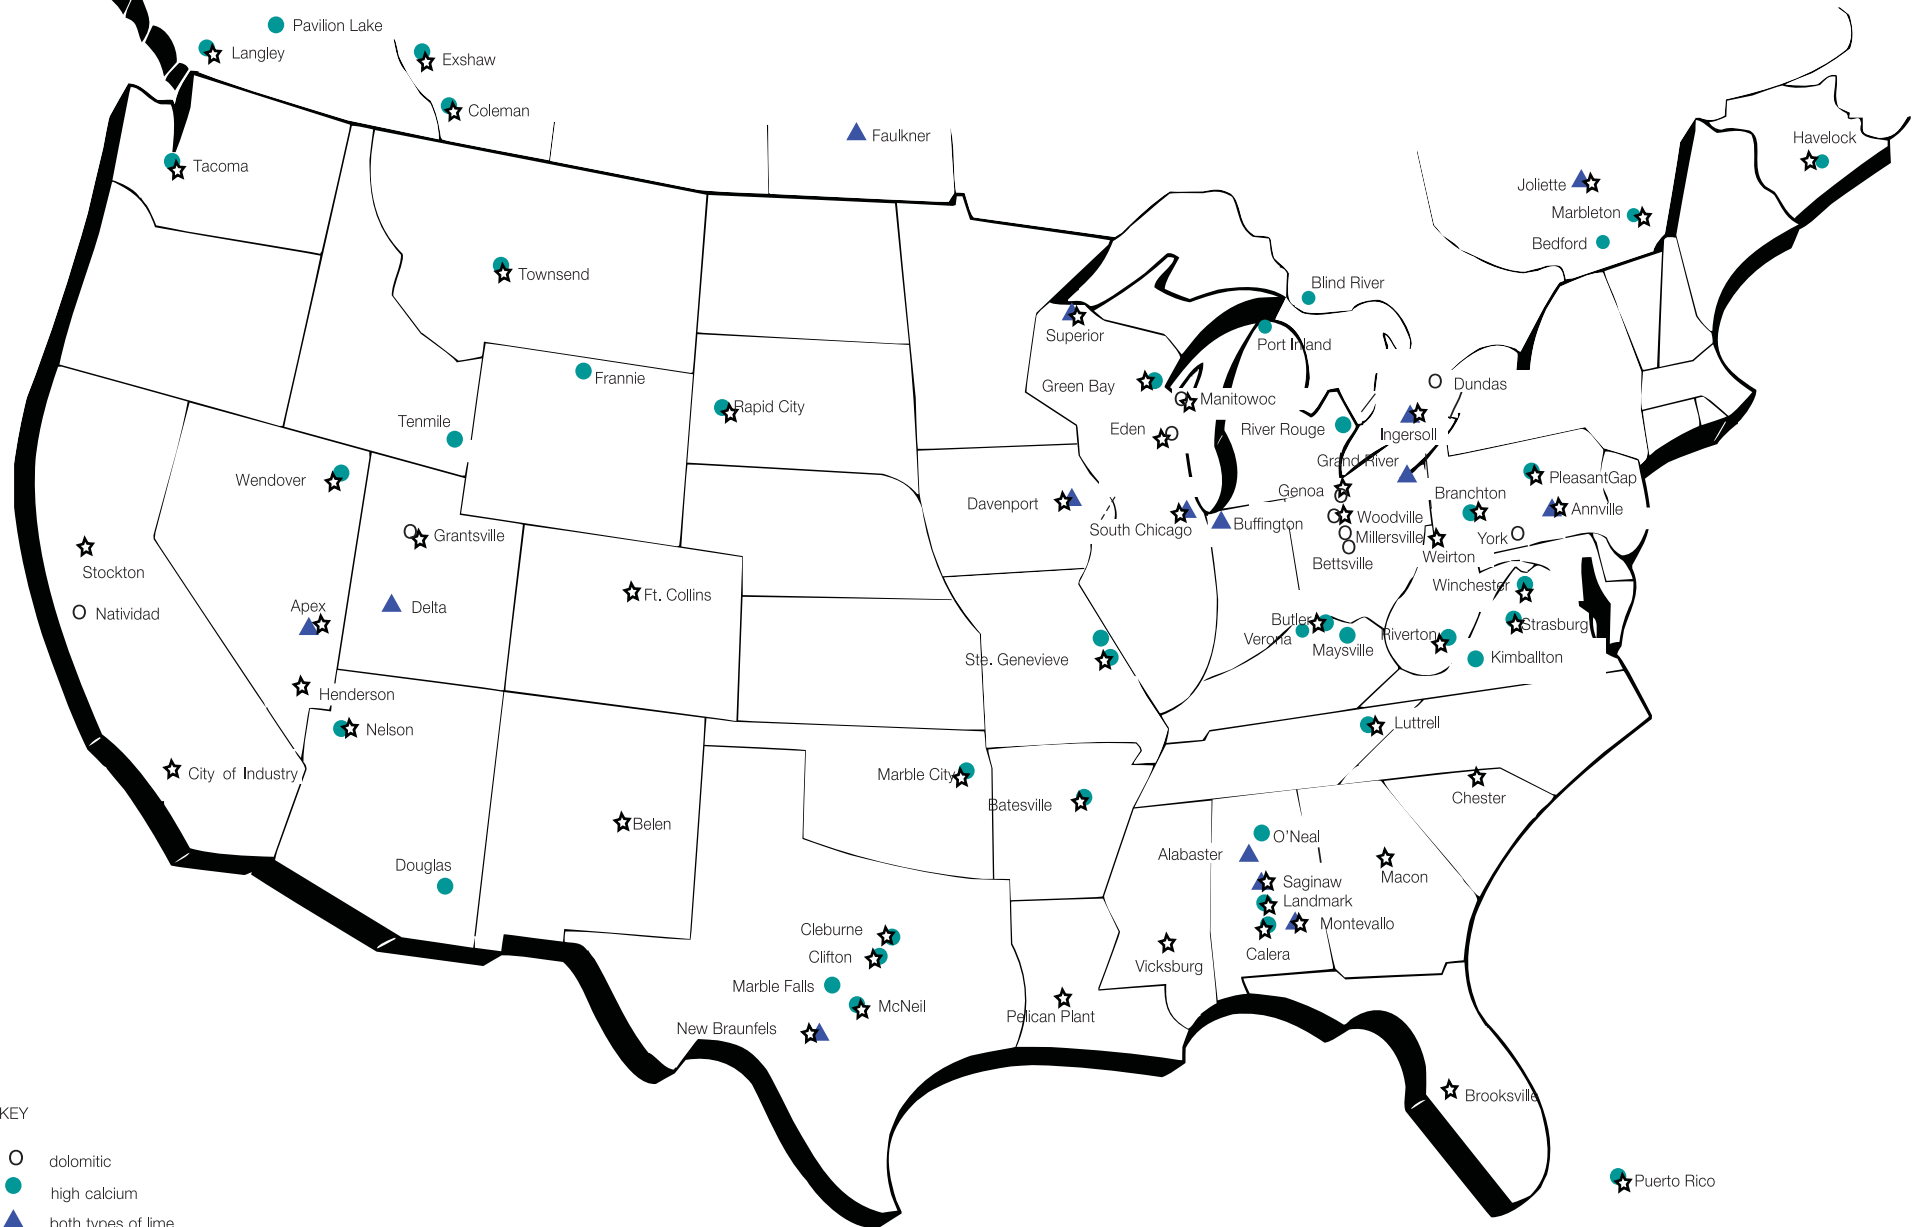 Pavilion Lake
Langley
Exshaw
Coleman
Faulkner
Havelock
Tacoma
Joliette
Marbleton
Bedford
Townsend
Blind River
Superior
Port Inland
Frannie
Green Bay
Dundas
Manitowoc
Rapid City
Tenmile
Eden
River Rouge
Ingersoll
Grand River
Wendover
PleasantGap
Genoa
Branchton
Davenport
Annville
Woodville
South Chicago
Buffington
Grantsville
Millersville
York
Weirton
Bettsville
Stockton
Winchester
Ft. Collins
Apex
Delta
Natividad
Butler
Strasburg
Verona
Riverton
Maysville
Ste. Genevieve
Kimballton
Henderson
Nelson
Luttrell
City of Industry
Marble City
Batesville
Chester
Belen
O'Neal
Alabaster
Douglas
Macon
Saginaw
Landmark
Cleburne
Montevallo
Clifton
Calera
Vicksburg
Marble Falls
McNeil
Pelican Plant
New Braunfels
Brooksville
Puerto Rico
KEY
O dolomitic
high calcium
both types of lime